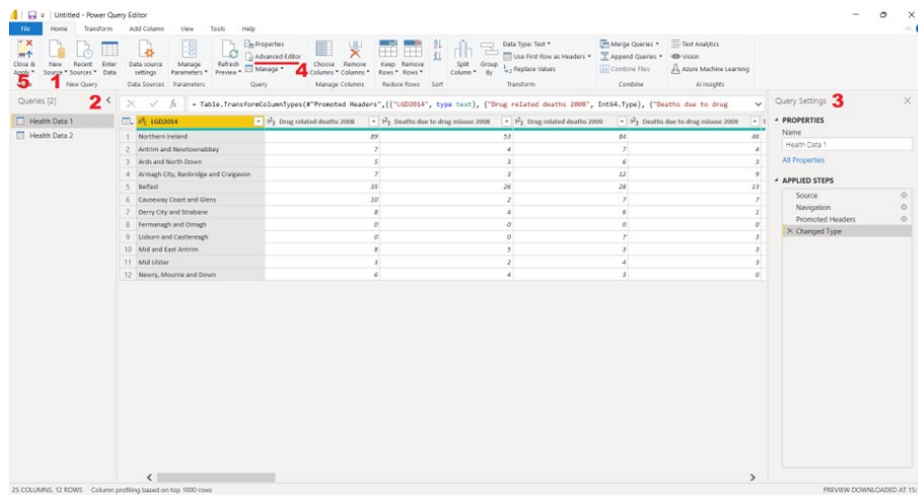 Untitled - Power Query Editor
File Home Transform Add Column View Tools Help
Close & Apply
New Source
Recent Sources
Enter Data
New Query
Data source settings
Data Sources
Manage Parameters
Parameters
Refresh Preview
Properties
Advanced Editor
Manage
Query
Choose Columns
Remove Columns
Manage Columns
Keep Rows
Remove Rows
Reduce Rows
Sort
Split Column
Group By
Data Type: Text
Use First Row as Headers
Replace Values
Transform
Merge Queries
Append Queries
Combine Files
Combine
Text Analytics
Vision
Azure Machine Learning
AI Insights
5 1 4
Queries [2] 2
Health Data 1
Health Data 2
= Table.TransformColumnTypes(#"Promoted Headers",{{"LGD2014", type text}, {"Drug related deaths 2008", Int64.Type}, {"Deaths due to drug
LGD2014 Drug related deaths 2008 Deaths due to drug misuse 2008 Drug related deaths 2009 Deaths due to drug misuse 2009
1 Northern Ireland 89 53 84 48
2 Antrim and Newtownabbey 7 4 7 4
3 Ards and North Down 5 3 6 3
4 Armagh City, Banbridge and Craigavon 7 3 12 9
5 Belfast 35 26 28 13
6 Causeway Coast and Glens 10 2 7 7
7 Derry City and Strabane 8 4 6 1
8 Fermanagh and Omagh 0 0 0 0
9 Lisburn and Castlereagh 0 0 7 3
10 Mid and East Antrim 8 5 3 3
11 Mid Ulster 3 2 4 3
12 Newry, Mourne and Down 6 4 3 0
Query Settings 3
PROPERTIES
Name
Health Data 1
All Properties
APPLIED STEPS
Source
Navigation
Promoted Headers
Changed Type
25 COLUMNS, 12 ROWS Column profiling based on top 1000 rows
PREVIEW DOWNLOADED AT 15: